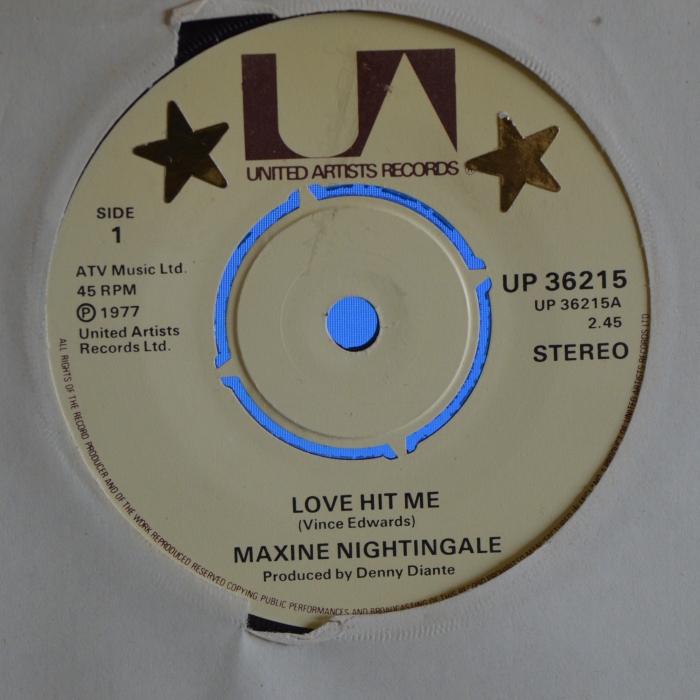 UA
UNITED ARTISTS RECORDS ®
SIDE
1
ATV Music Ltd.
45 RPM
Ⓟ 1977
United Artists
Records Ltd.
UP 36215
UP 36215A
2.45
STEREO
LOVE HIT ME
(Vince Edwards)
MAXINE NIGHTINGALE
Produced by Denny Diante
ALL RIGHTS OF THE RECORD PRODUCER AND OF THE WORK REPRODUCED RESERVED COPYING PUBLIC PERFORMANCES AND BROADCASTING OF THIS RECORD
UNITED ARTISTS RECORDS LTD